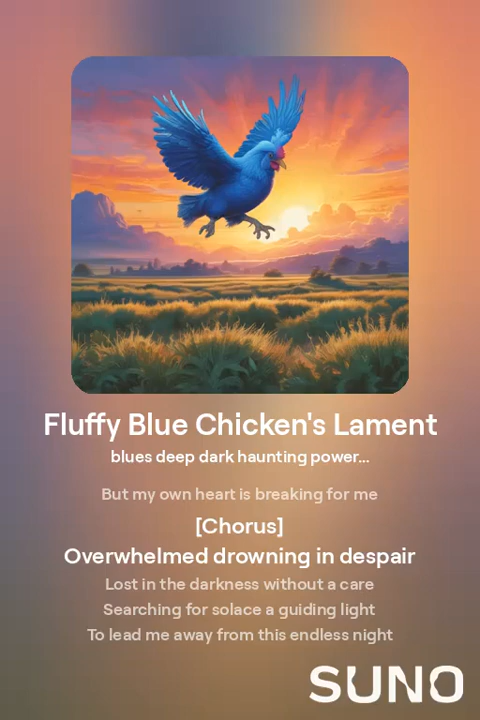 Fluffy Blue Chicken's Lament
blues deep dark haunting power...
But my own heart is breaking for me
[Chorus]
Overwhelmed drowning in despair
Lost in the darkness without a care
Searching for solace a guiding light
To lead me away from this endless night
SUNO